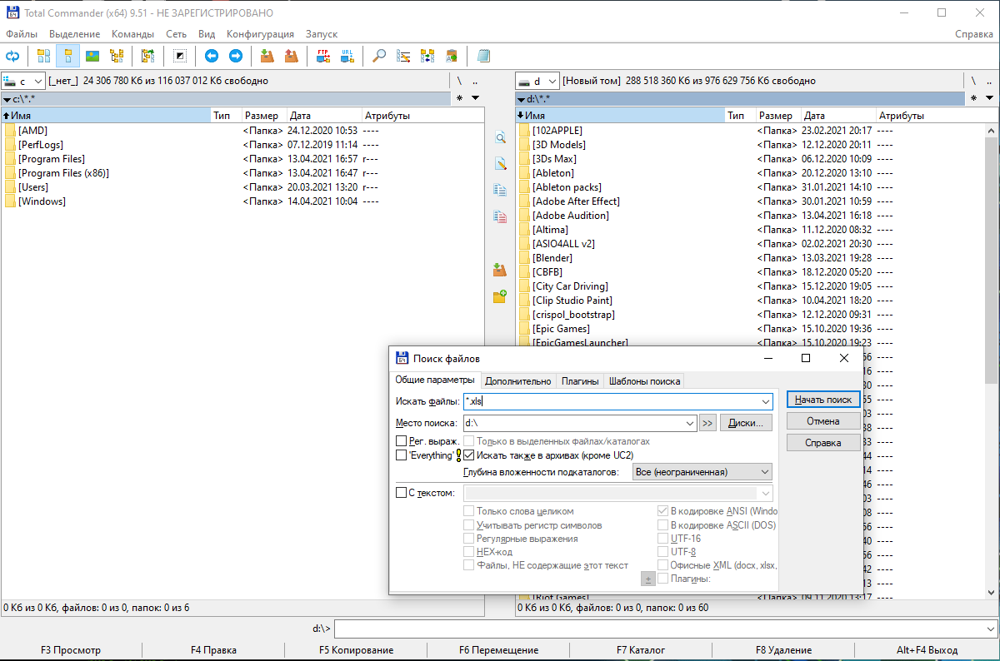 Total Commander (x64) 9.51 - НЕ ЗАРЕГИСТРИРОВАНО
Файлы Выделение Команды Сеть Вид Конфигурация Запуск Справка
FTP URL
c [_нет_] 24 306 780 Кб из 116 037 012 Кб свободно \ ..
c:\*.* * 
Имя Тип Размер Дата Атрибуты
[AMD] <Папка> 24.12.2020 10:53 ----
[PerfLogs] <Папка> 07.12.2019 11:14 ----
[Program Files] <Папка> 13.04.2021 16:57 r---
[Program Files (x86)] <Папка> 13.04.2021 16:47 r---
[Users] <Папка> 20.03.2021 13:20 r---
[Windows] <Папка> 14.04.2021 10:04 ----
0 Кб из 0 Кб, файлов: 0 из 0, папок: 0 из 6
d [Новый том] 288 518 360 Кб из 976 629 756 Кб свободно \ ..
d:\*.* *
Имя Тип Размер Дата Атрибуты
[102APPLE] <Папка> 23.02.2021 20:17 ----
[3D Models] <Папка> 12.12.2020 20:11 ----
[3Ds Max] <Папка> 06.12.2020 10:09 ----
[Ableton] <Папка> 20.12.2020 13:10 ----
[Ableton packs] <Папка> 31.01.2021 14:10 ----
[Adobe After Effect] <Папка> 30.01.2021 10:59 ----
[Adobe Audition] <Папка> 13.04.2021 16:18 ----
[Altima] <Папка> 11.12.2020 08:32 ----
[ASIO4ALL v2] <Папка> 02.02.2021 20:30 ----
[Blender] <Папка> 13.03.2021 19:28 ----
[CBFB] <Папка> 18.12.2020 05:20 ----
[City Car Driving] <Папка> 15.12.2020 19:05 ----
[Clip Studio Paint] <Папка> 10.04.2021 18:20 ----
[crispol_bootstrap] <Папка> 12.12.2020 09:31 ----
[Epic Games] <Папка> 15.10.2020 19:36 ----
[EpicGamesLauncher] <Папка> 15.10.2020 19:23 ----
[Riot Games] <Папка> 09.11.2020 13:17 ----
0 Кб из 0 Кб, файлов: 0 из 0, папок: 0 из 60
Поиск файлов
Общие параметры Дополнительно Плагины Шаблоны поиска
Искать файлы: *.xls Начать поиск
Место поиска: d:\ >> Диски... Отмена
Рег. выраж. Только в выделенных файлах/каталогах Справка
'Everything' Искать также в архивах (кроме UC2)
Глубина вложенности подкаталогов: Все (неограниченная)
С текстом:
Только слова целиком В кодировке ANSI (Windo
Учитывать регистр символов В кодировке ASCII (DOS)
Регулярные выражения UTF-16
HEX-код UTF-8
Файлы, НЕ содержащие этот текст Офисные XML (docx, xlsx,
± Плагины:
d:\>
F3 Просмотр F4 Правка F5 Копирование F6 Перемещение F7 Каталог F8 Удаление Alt+F4 Выход